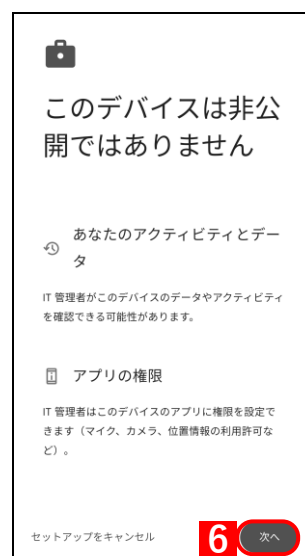 このデバイスは非公
開ではありません
あなたのアクティビティとデー
タ
IT 管理者がこのデバイスのデータやアクティビティ
を確認できる可能性があります。
アプリの権限
IT 管理者はこのデバイスのアプリに権限を設定で
きます（マイク、カメラ、位置情報の利用許可な
ど）。
セットアップをキャンセル
6
次へ